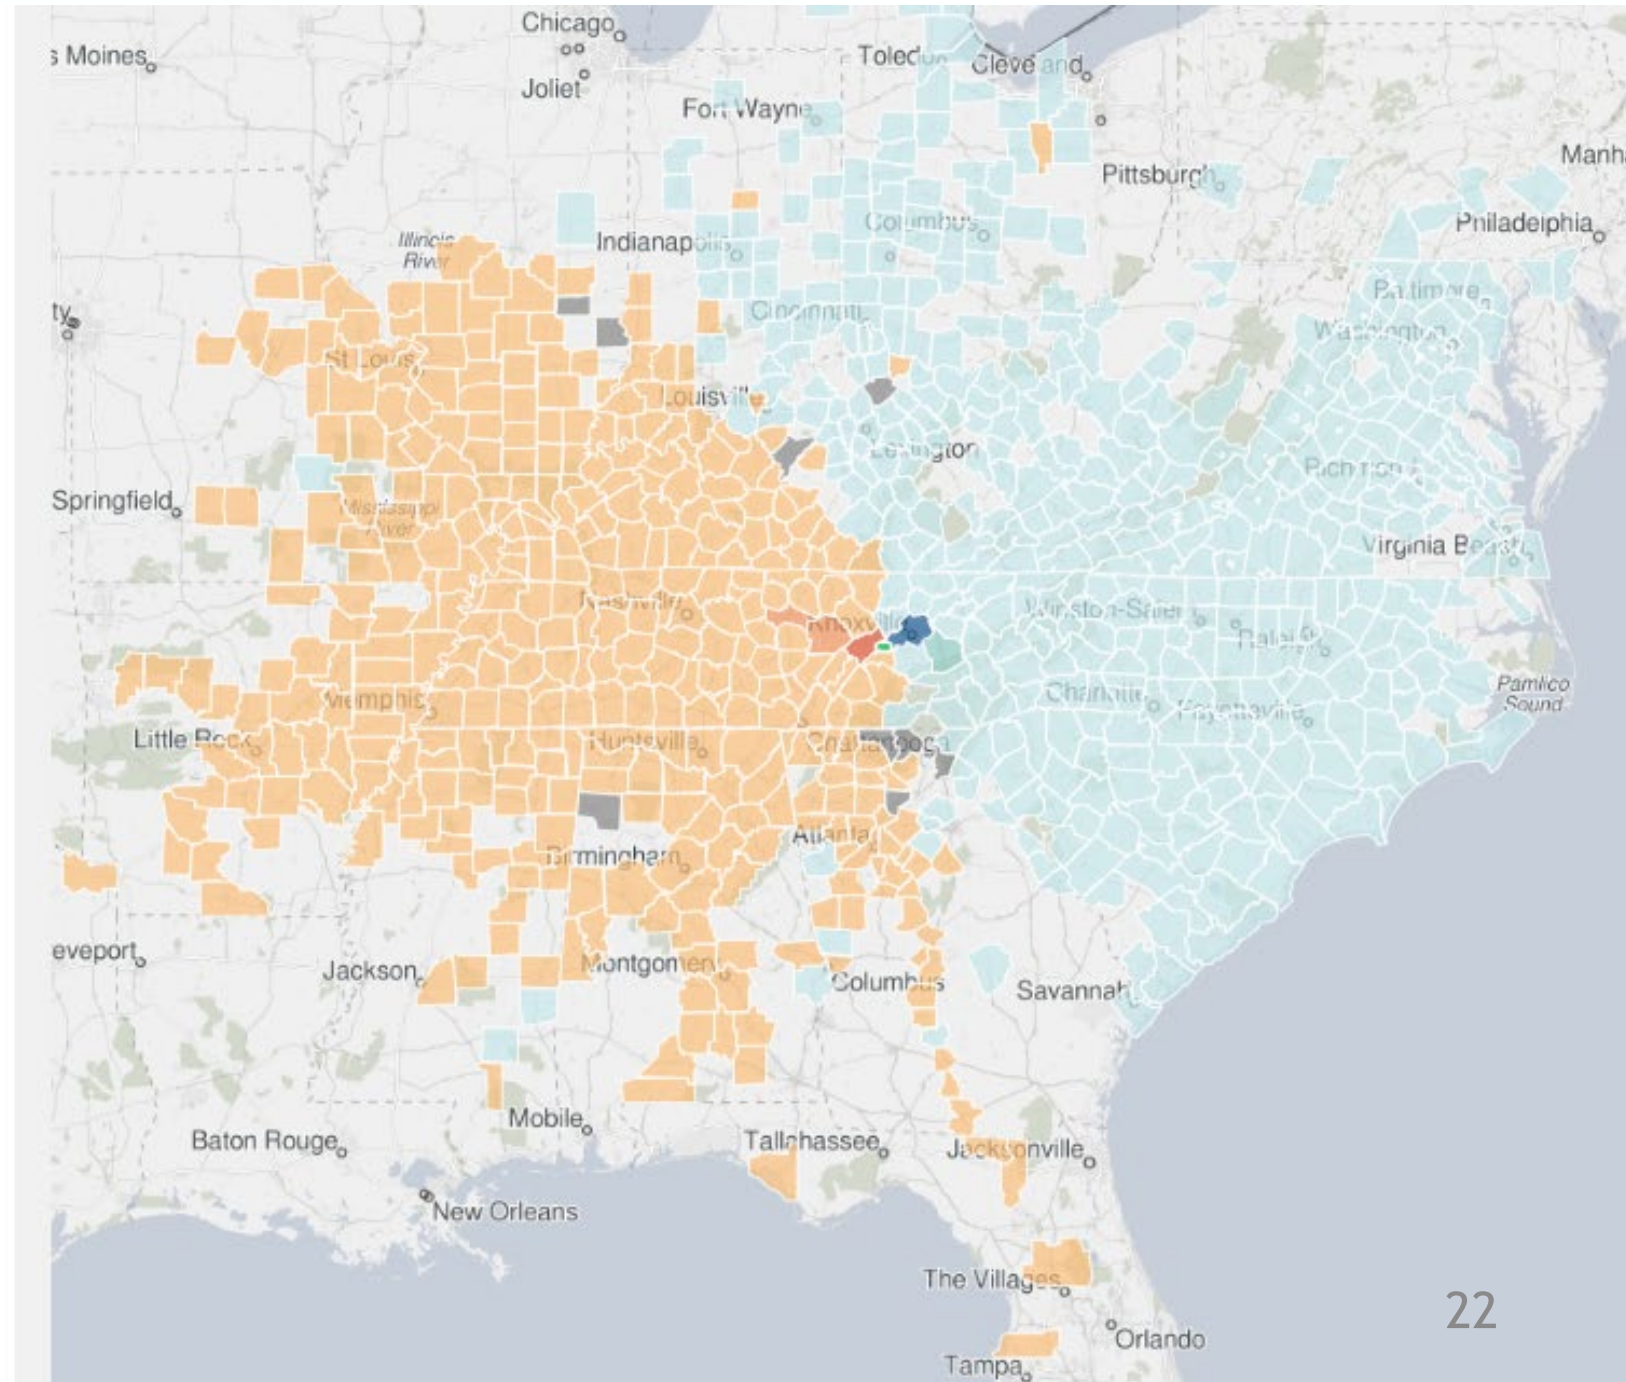 Chicago
s Moines
Toledo
Cleveland
Joliet
Fort Wayne
Manh
Pittsburgh
Columbus
Philadelphia
Illinois
River
Indianapolis
Baltimore
ty
Cincinnati
Washington
St Louis
Louisville
Lexington
Richmond
Springfield
Mississippi
River
Virginia Beach
Nashville
Winston-Salem
Knoxville
Raleigh
Pamlico
Sound
Memphis
Charlotte
Fayetteville
Little Rock
Huntsville
Chattanooga
Atlanta
Birmingham
eveport
Jackson
Montgomery
Columbus
Savannah
Mobile
Baton Rouge
Tallahassee
Jacksonville
New Orleans
The Villages
22
Orlando
Tampa